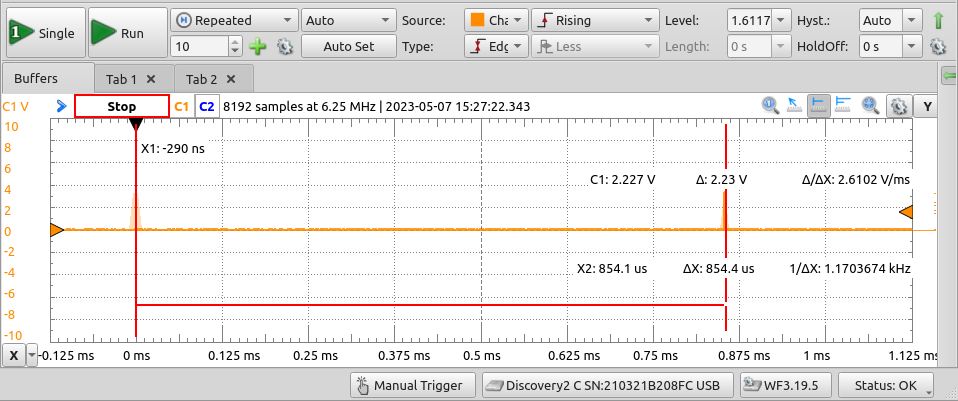 1 Single Run Repeated Auto Source: Cha Rising Level: 1.6117 Hyst.: Auto
10 Auto Set Type: Edg Less Length: 0 s HoldOff: 0 s
Buffers Tab 1 Tab 2
C1 V Stop C1 C2 8192 samples at 6.25 MHz | 2023-05-07 15:27:22.343 Y
10
X1: -290 ns
8
6
C1: 2.227 V Δ: 2.23 V Δ/ΔX: 2.6102 V/ms
4
2
0
-2
X2: 854.1 us ΔX: 854.4 us 1/ΔX: 1.1703674 kHz
-4
-6
-8
-10
X -0.125 ms 0 ms 0.125 ms 0.25 ms 0.375 ms 0.5 ms 0.625 ms 0.75 ms 0.875 ms 1 ms 1.125 ms
Manual Trigger Discovery2 C SN:210321B208FC USB WF3.19.5 Status: OK